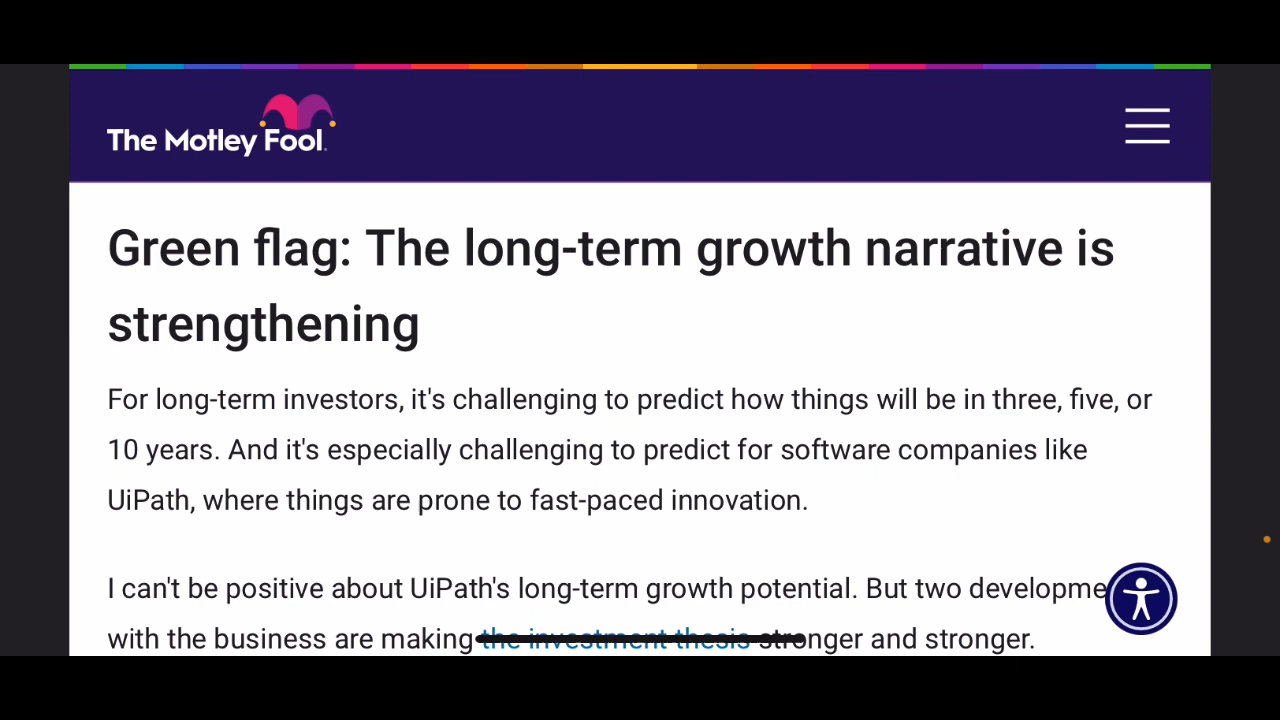 The Motley Fool.
Green flag: The long-term growth narrative is
strengthening
For long-term investors, it's challenging to predict how things will be in three, five, or
10 years. And it's especially challenging to predict for software companies like
UiPath, where things are prone to fast-paced innovation.
I can't be positive about UiPath's long-term growth potential. But two developme
with the business are making the investment thesis stronger and stronger.